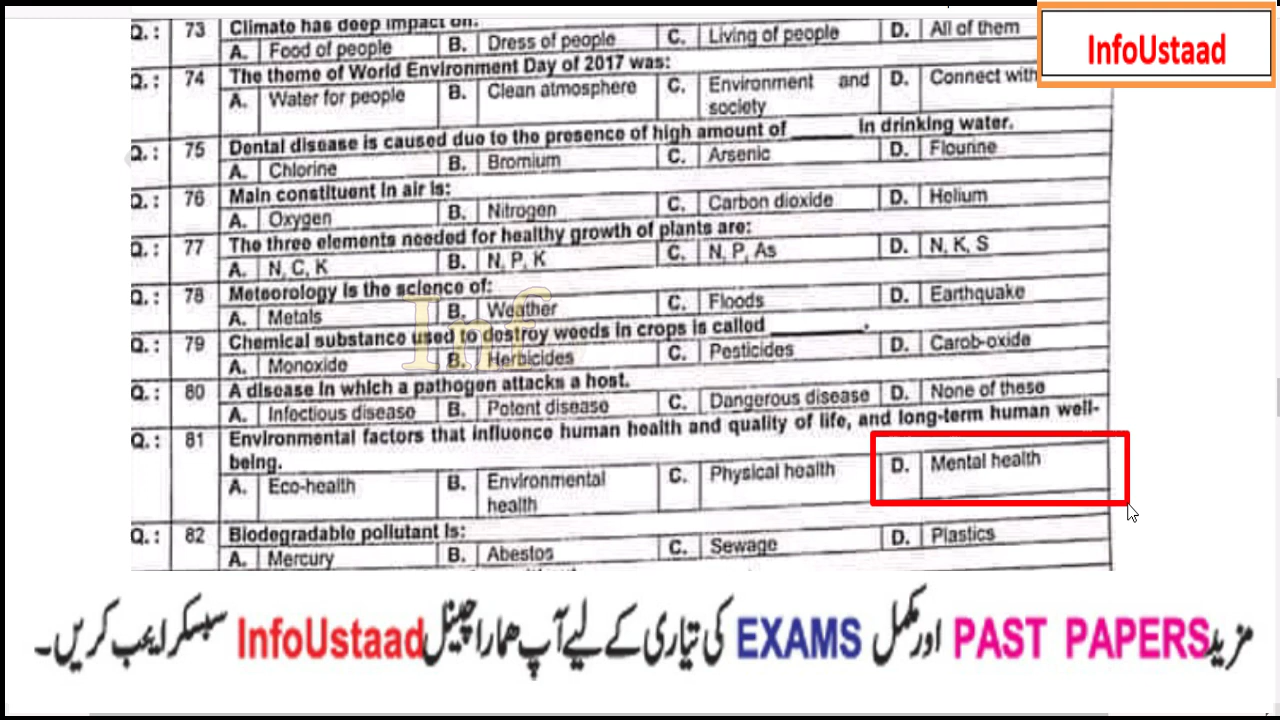 InfoUstaad
Q.: 73 Climate has deep impact on:
A. Food of people B. Dress of people C. Living of people D. All of them
Q.: 74 The theme of World Environment Day of 2017 was:
A. Water for people B. Clean atmosphere C. Environment and society D. Connect with
Q.: 75 Dental disease is caused due to the presence of high amount of ______ in drinking water.
A. Chlorine B. Bromium C. Arsenic D. Flourine
Q.: 76 Main constituent in air is:
A. Oxygen B. Nitrogen C. Carbon dioxide D. Helium
Q.: 77 The three elements needed for healthy growth of plants are:
A. N, C, K B. N, P, K C. N, P, As D. N, K, S
Q.: 78 Meteorology is the science of:
A. Metals B. Weather C. Floods D. Earthquake
Q.: 79 Chemical substance used to destroy weeds in crops is called ________.
A. Monoxide B. Herbicides C. Pesticides D. Carob-oxide
Inf
Q.: 80 A disease in which a pathogen attacks a host.
A. Infectious disease B. Potent disease C. Dangerous disease D. None of these
Q.: 81 Environmental factors that influence human health and quality of life, and long-term human well-
being.
A. Eco-health B. Environmental health C. Physical health D. Mental health
Q.: 82 Biodegradable pollutant is:
A. Mercury B. Abestos C. Sewage D. Plastics
مزید PAST PAPERS اور مکمل EXAMS کی تیاری کے لیے آپ ہمارا چینل InfoUstaad سبسکرایب کریں۔